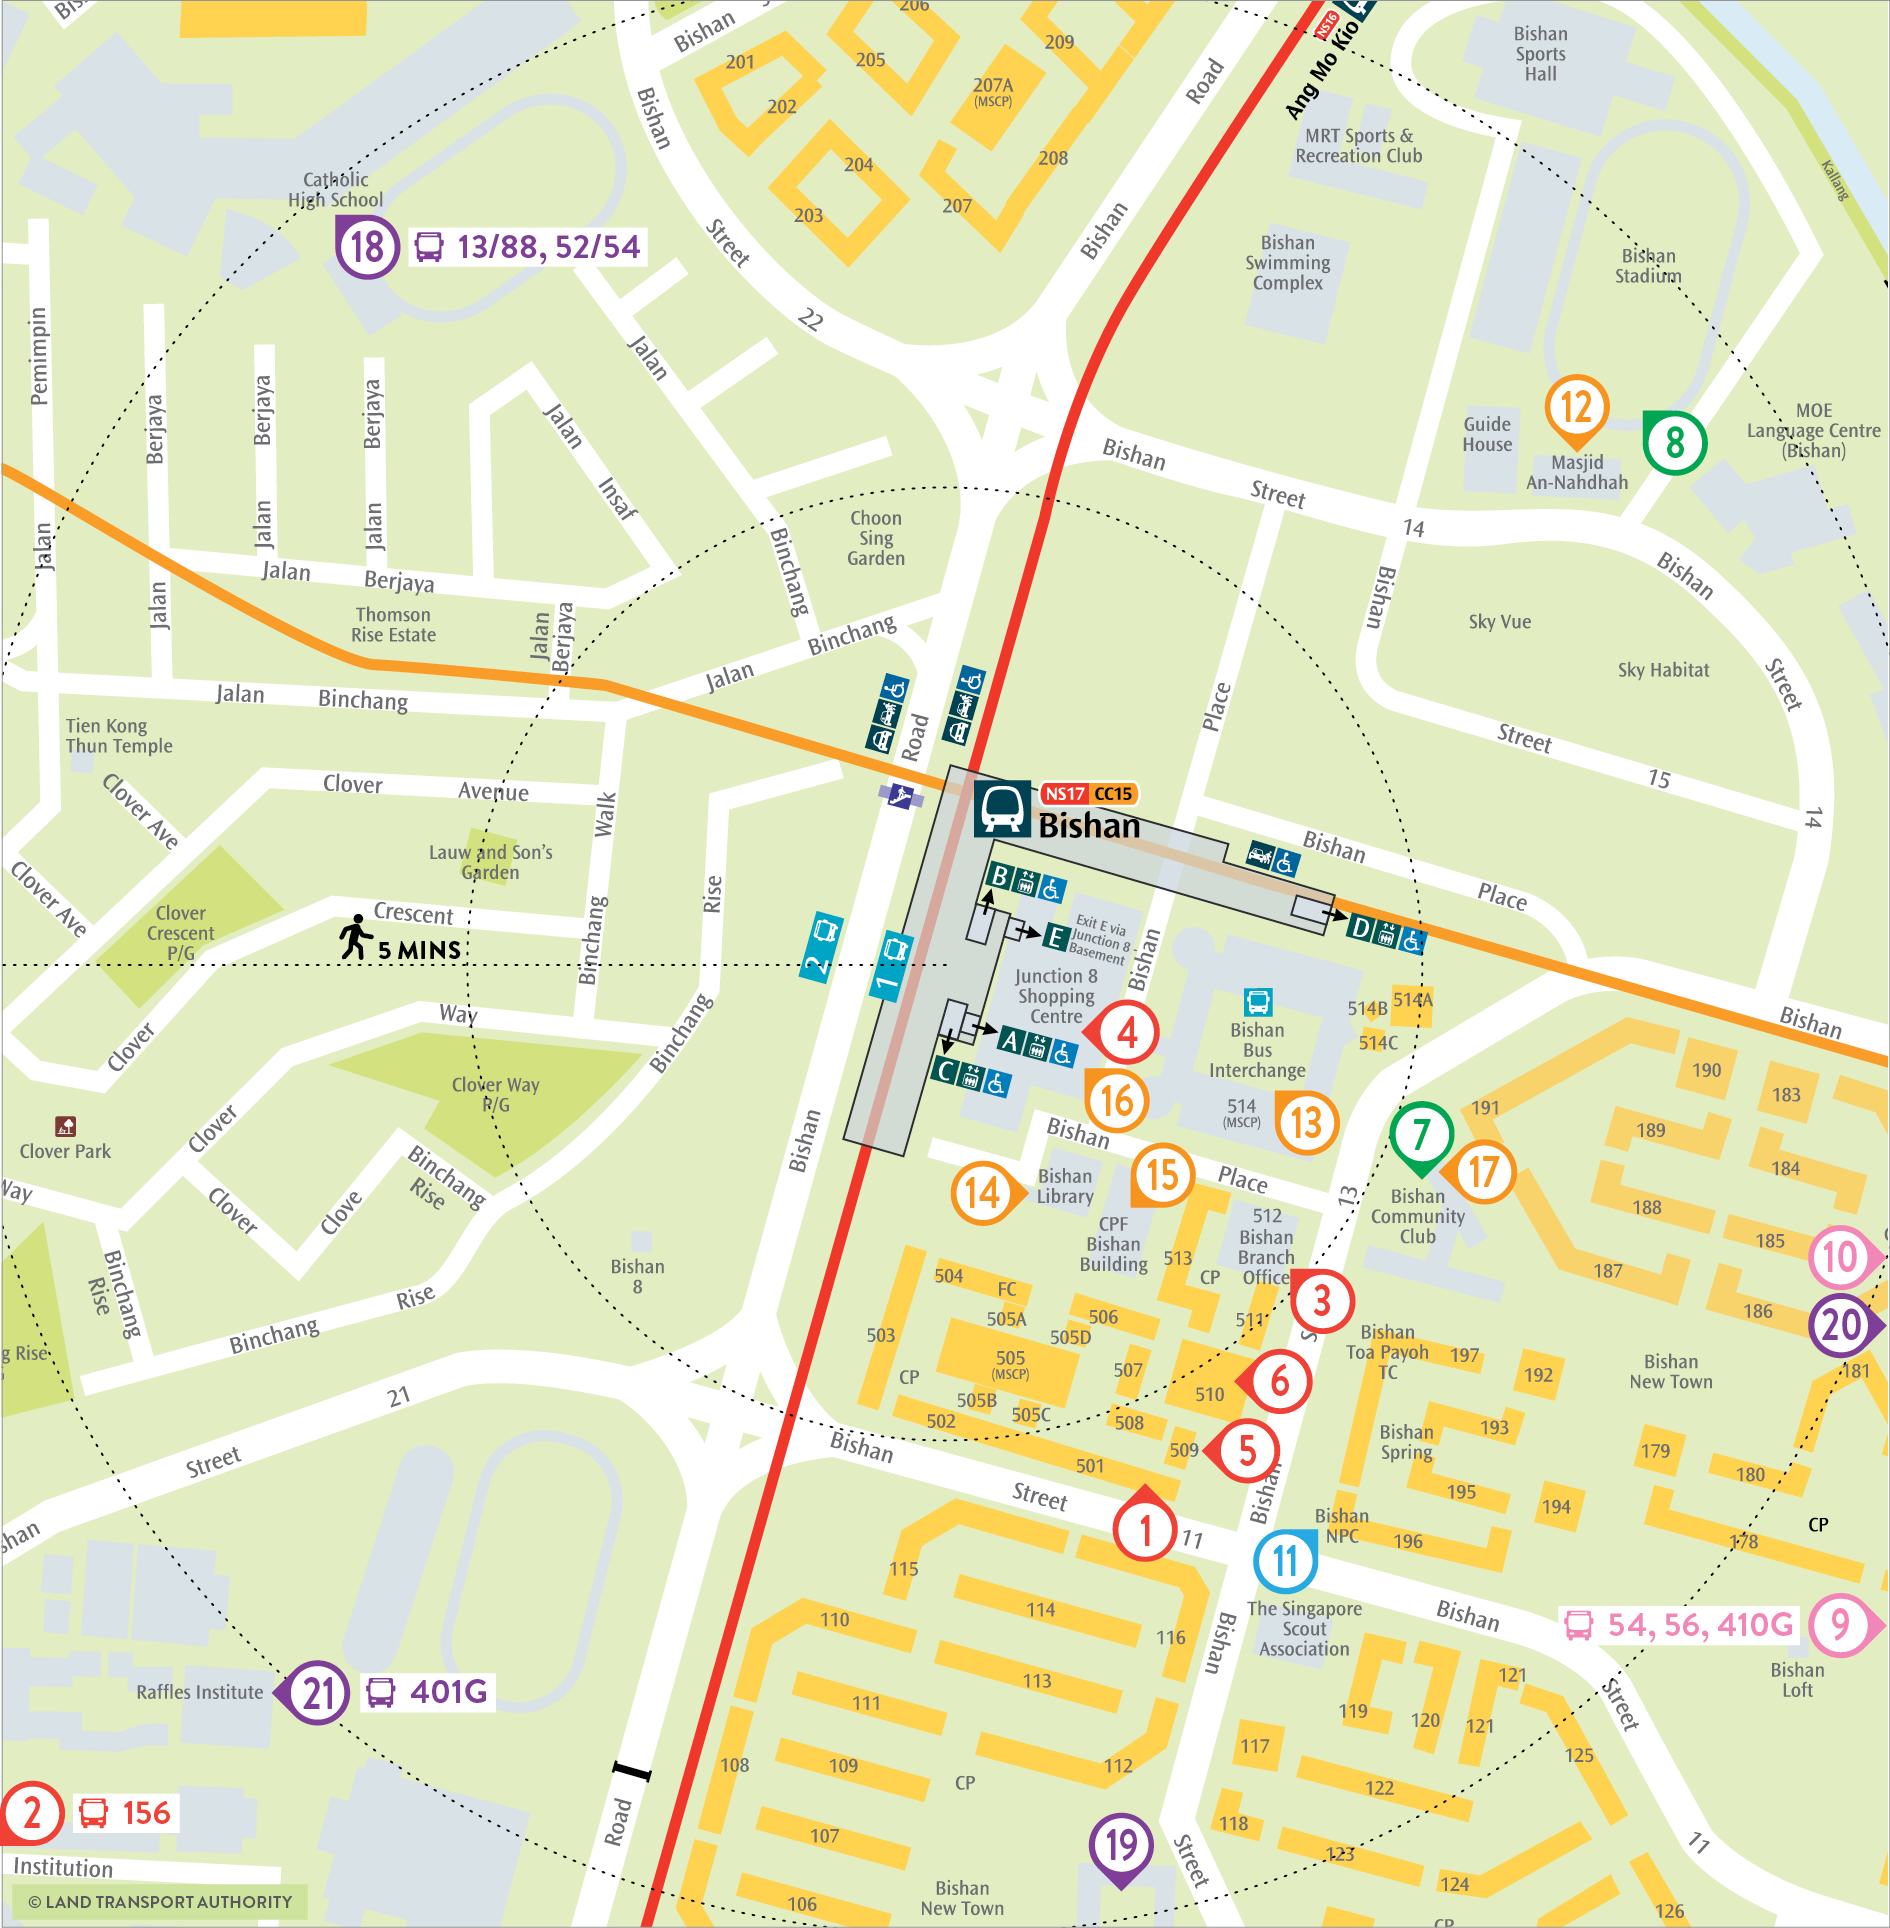 Bishan
206
Bishan
201
205
209
202
207A
(MSCP)
204
208
203
207
Road
NS16
Ang Mo Kio
Bishan
Sports
Hall
MRT Sports &
Recreation Club
Kallang
Catholic
High School
18
13/88, 52/54
Street
22
Bishan
Bishan
Swimming
Complex
Bishan
Stadium
Pemimpin
Jalan
Berjaya
Jalan
Berjaya
Jalan
Berjaya
Jalan
Jalan
Insaf
Jalan
Binchang
Choon
Sing
Garden
Bishan
Street
14
Guide
House
12
Masjid
An-Nahdhah
8
MOE
Language Centre
(Bishan)
Jalan
Berjaya
Thomson
Rise Estate
Jalan
Berjaya
Jalan
Binchang
Jalan
Binchang
Road
Place
Bishan
Sky Vue
Sky Habitat
Bishan
Street
14
Street
15
Tien Kong
Thun Temple
Clover
Avenue
Clover Ave
Clover Ave
Lauw and Son's
Garden
Walk
Binchang
Rise
Binchang
NS17
CC15
Bishan
Bishan
Place
Clover
Crescent
P/G
Crescent
Clover
5 MINS
2
1
B
E
Exit E via
Junction 8
Basement
D
Junction 8
Shopping
Centre
Bishan
4
A
C
16
Bishan
Bus
Interchange
514A
514B
514C
514
(MSCP)
13
Bishan
Way
Clover
Clover Way
P/G
Clover Park
Way
Clover
Clove
Binchang
Rise
Binchang
Rise
Bishan
8
Rise
Binchang
g Rise
Bishan
Bishan
Place
14
Bishan
Library
15
CPF
Bishan
Building
512
Bishan
Branch
Office
513
CP
511
13
7
17
Bishan
Community
Club
191
190
183
189
184
188
185
187
186
10
20
181
3
504
FC
505A
503
505D
506
505
(MSCP)
507
CP
505B
505C
502
508
510
509
501
6
5
1
Bishan
Toa Payoh
TC
197
192
Bishan
New Town
193
Bishan
Spring
179
180
195
194
Bishan
NPC
196
178
CP
21
Street
shan
Bishan
Street
11
Bishan
11
The Singapore
Scout
Association
Bishan
54, 56, 410G
9
Bishan
Loft
Raffles Institute
21
401G
115
110
114
116
113
111
108
109
112
CP
107
106
Bishan
New Town
19
Bishan
Street
117
118
119
120
121
121
122
123
124
125
126
CP
Street
11
Road
2
156
Institution
© LAND TRANSPORT AUTHORITY